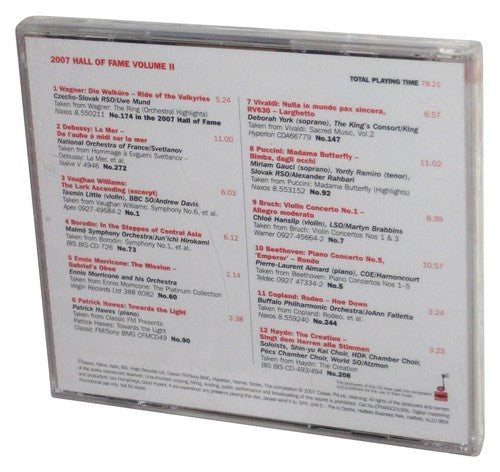 2007 HALL OF FAME VOLUME II
TOTAL PLAYING TIME 79.21
1 Wagner: Die Walküre – Ride of the Valkyries 5.24
Czecho-Slovak RSO/Uwe Mund
Taken from Wagner: The Ring (Orchestral Highlights)
Naxos 8.550211 No.174 in the 2007 Hall of Fame
2 Debussy: La Mer –
De l'aube à midi sur la mer 11.00
National Orchestra of France/Svetlanov
Taken from Hommage à Evgueni Svetlanov –
Debussy: La Mer, et al.
Naïve V 4946 No.272
3 Vaughan Williams:
The Lark Ascending (excerpt) 6.03
Tasmin Little (violin), BBC SO/Andrew Davis
Taken from Vaughan Williams: Symphony No.6, et al.
Apex 0927-49584-2 No.1
4 Borodin: In the Steppes of Central Asia 6.12
Malmö Symphony Orchestra/Jun'ichi Hirokami
Taken from Borodin: Symphony No.1, et al.
BIS BIS-CD-726 No.73
5 Ennio Morricone: The Mission –
Gabriel's Oboe 2.14
Ennio Morricone and his Orchestra
Taken from Ennio Morricone: The Platinum Collection
Virgin Records Ltd 388 6082 No.60
6 Patrick Hawes: Towards the Light 3.38
Patrick Hawes (piano)
Taken from Classic FM Presents
Patrick Hawes: Towards the Light
Classic FM/Sony BMG CFMCD49 No.90
7 Vivaldi: Nulla in mundo pax sincera,
RV630 – Larghetto 6.57
Deborah York (soprano), The King's Consort/King
Taken from Vivaldi: Sacred Music, Vol.2
Hyperion CDA66779 No.147
8 Puccini: Madama Butterfly –
Bimba, dagli occhi 11.02
Miriam Gauci (soprano), Yordy Ramiro (tenor),
Slovak RSO/Alexander Rahbari
Taken from Puccini: Madama Butterfly (Highlights)
Naxos 8.553152 No.92
9 Bruch: Violin Concerto No.1 –
Allegro moderato 8.39
Chloë Hanslip (violin), LSO/Martyn Brabbins
Taken from Bruch: Violin Concertos Nos 1 & 3
Warner 0927-45664-2 No.7
10 Beethoven: Piano Concerto No.5,
'Emperor' – Rondo 10.57
Pierre-Laurent Aimard (piano), COE/Harnoncourt
Taken from Beethoven: Piano Concertos Nos 1–5
Teldec 0927 47334-2 No.5
11 Copland: Rodeo – Hoe Down 3.12
Buffalo Philharmonic Orchestra/JoAnn Falletta
Taken from Copland: Rodeo, et al.
Naxos 8.559240 No.244
12 Haydn: The Creation –
Singt dem Herren alle Stimmen 3.23
Soloists, Shin-yu Kai Choir, HDK Chamber Choir,
Pécs Chamber Choir, World SO/Atzmon
Taken from Haydn: The Creation
BIS BIS-CD-493/494 No.208